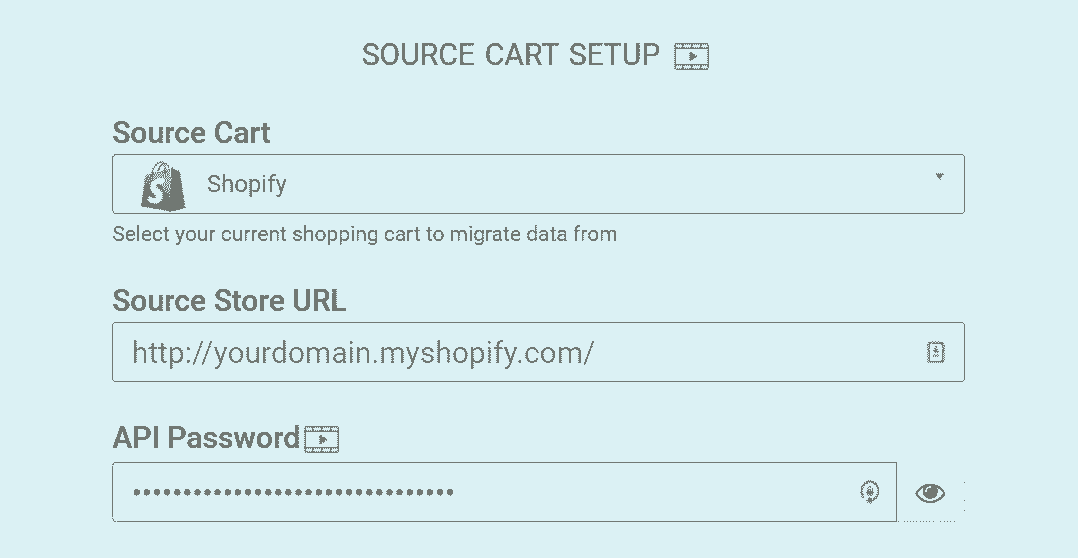 SOURCE CART SETUP
Source Cart
Shopify
Select your current shopping cart to migrate data from
Source Store URL
http://yourdomain.myshopify.com/
API Password
••••••••••••••••••••••••••••••••